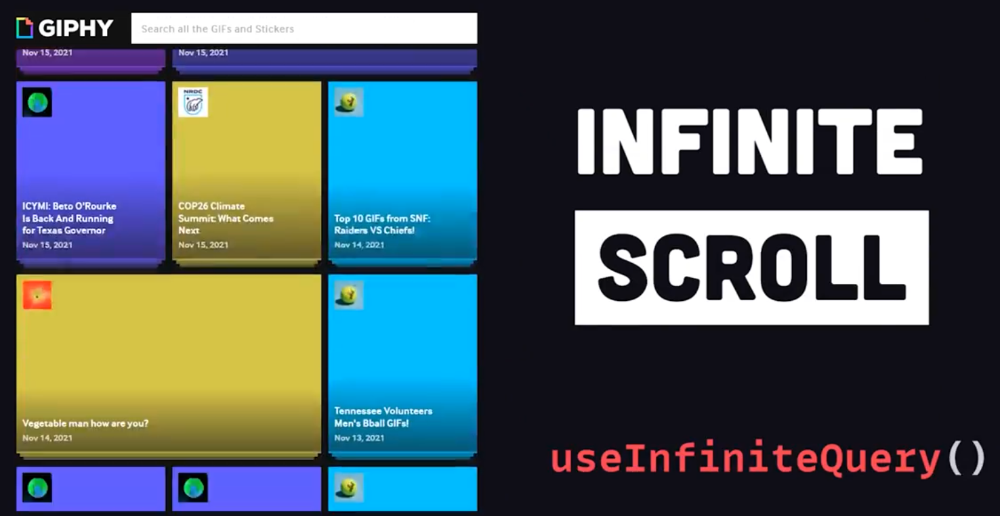 GIPHY
Search all the GIFs and Stickers
Nov 15, 2021
Nov 15, 2021
ICYMI: Beto O'Rourke
Is Back And Running
for Texas Governor
Nov 15, 2021
NRDC
COP26 Climate
Summit: What Comes
Next
Nov 15, 2021
Top 10 GIFs from SNF:
Raiders VS Chiefs!
Nov 14, 2021
Vegetable man how are you?
Nov 14, 2021
Tennessee Volunteers
Men's Bball GIFs!
Nov 13, 2021
INFINITE
SCROLL
useInfiniteQuery()